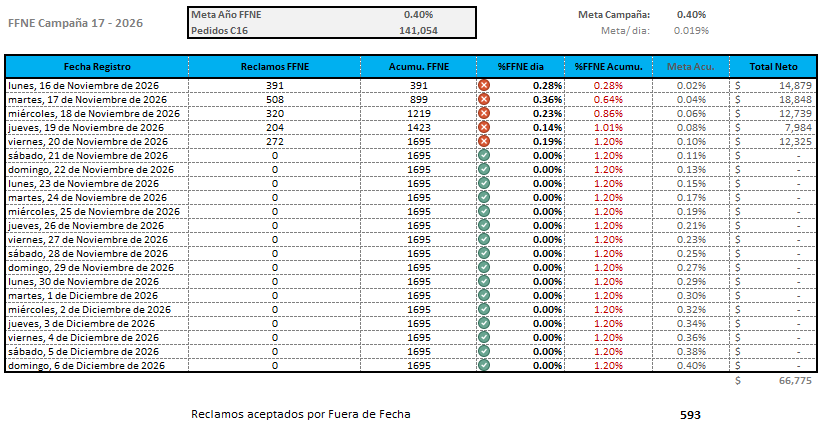 FFNE Campaña 17 - 2026
Meta Año FFNE 0.40% Meta Campaña: 0.40%
Pedidos C16 141,054 Meta/ dia: 0.019%
Fecha Registro Reclamos FFNE Acumu. FFNE %FFNE dia %FFNE Acumu. Meta Acu. Total Neto
lunes, 16 de Noviembre de 2026 391 391 0.28% 0.28% 0.02% $ 14,879
martes, 17 de Noviembre de 2026 508 899 0.36% 0.64% 0.04% $ 18,848
miércoles, 18 de Noviembre de 2026 320 1219 0.23% 0.86% 0.06% $ 12,739
jueves, 19 de Noviembre de 2026 204 1423 0.14% 1.01% 0.08% $ 7,984
viernes, 20 de Noviembre de 2026 272 1695 0.19% 1.20% 0.10% $ 12,325
sábado, 21 de Noviembre de 2026 0 1695 0.00% 1.20% 0.11% $ -
domingo, 22 de Noviembre de 2026 0 1695 0.00% 1.20% 0.13% $ -
lunes, 23 de Noviembre de 2026 0 1695 0.00% 1.20% 0.15% $ -
martes, 24 de Noviembre de 2026 0 1695 0.00% 1.20% 0.17% $ -
miércoles, 25 de Noviembre de 2026 0 1695 0.00% 1.20% 0.19% $ -
jueves, 26 de Noviembre de 2026 0 1695 0.00% 1.20% 0.21% $ -
viernes, 27 de Noviembre de 2026 0 1695 0.00% 1.20% 0.23% $ -
sábado, 28 de Noviembre de 2026 0 1695 0.00% 1.20% 0.25% $ -
domingo, 29 de Noviembre de 2026 0 1695 0.00% 1.20% 0.27% $ -
lunes, 30 de Noviembre de 2026 0 1695 0.00% 1.20% 0.29% $ -
martes, 1 de Diciembre de 2026 0 1695 0.00% 1.20% 0.30% $ -
miércoles, 2 de Diciembre de 2026 0 1695 0.00% 1.20% 0.32% $ -
jueves, 3 de Diciembre de 2026 0 1695 0.00% 1.20% 0.34% $ -
viernes, 4 de Diciembre de 2026 0 1695 0.00% 1.20% 0.36% $ -
sábado, 5 de Diciembre de 2026 0 1695 0.00% 1.20% 0.38% $ -
domingo, 6 de Diciembre de 2026 0 1695 0.00% 1.20% 0.40% $ -
$ 66,775
Reclamos aceptados por Fuera de Fecha 593